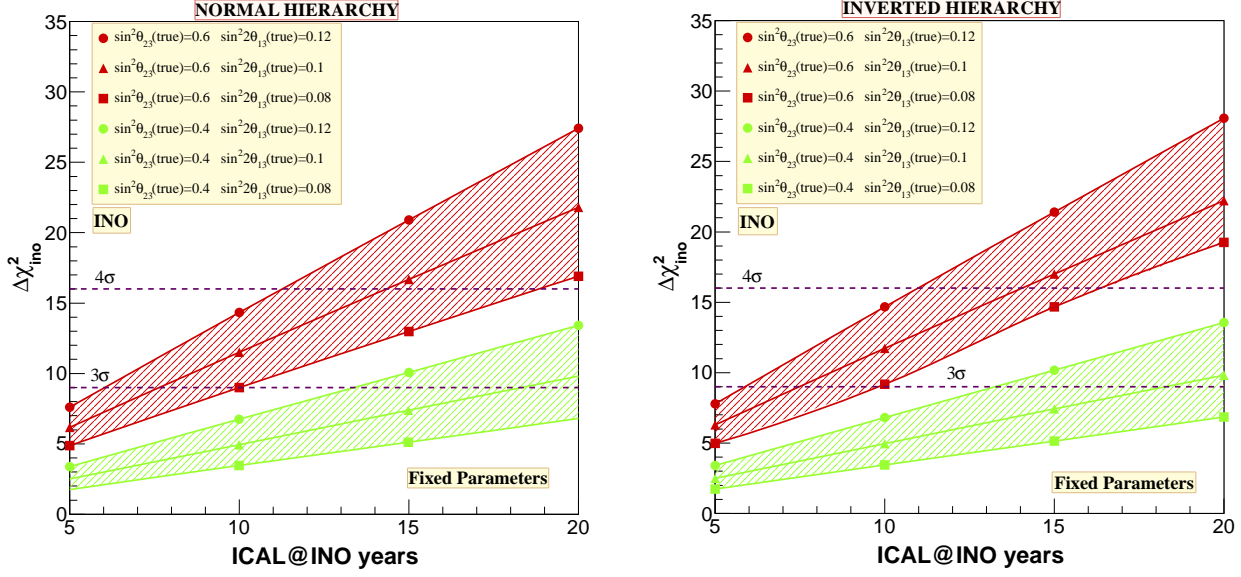 NORMAL HIERARCHY
sin²θ₂₃(true)=0.6 sin²2θ₁₃(true)=0.12
sin²θ₂₃(true)=0.6 sin²2θ₁₃(true)=0.1
sin²θ₂₃(true)=0.6 sin²2θ₁₃(true)=0.08
sin²θ₂₃(true)=0.4 sin²2θ₁₃(true)=0.12
sin²θ₂₃(true)=0.4 sin²2θ₁₃(true)=0.1
sin²θ₂₃(true)=0.4 sin²2θ₁₃(true)=0.08
INO
4σ
3σ
Fixed Parameters
Δχ²ino
35
30
25
20
15
10
5
0
5 10 15 20
ICAL@INO years
INVERTED HIERARCHY
sin²θ₂₃(true)=0.6 sin²2θ₁₃(true)=0.12
sin²θ₂₃(true)=0.6 sin²2θ₁₃(true)=0.1
sin²θ₂₃(true)=0.6 sin²2θ₁₃(true)=0.08
sin²θ₂₃(true)=0.4 sin²2θ₁₃(true)=0.12
sin²θ₂₃(true)=0.4 sin²2θ₁₃(true)=0.1
sin²θ₂₃(true)=0.4 sin²2θ₁₃(true)=0.08
INO
4σ
3σ
Fixed Parameters
Δχ²ino
35
30
25
20
15
10
5
0
5 10 15 20
ICAL@INO years